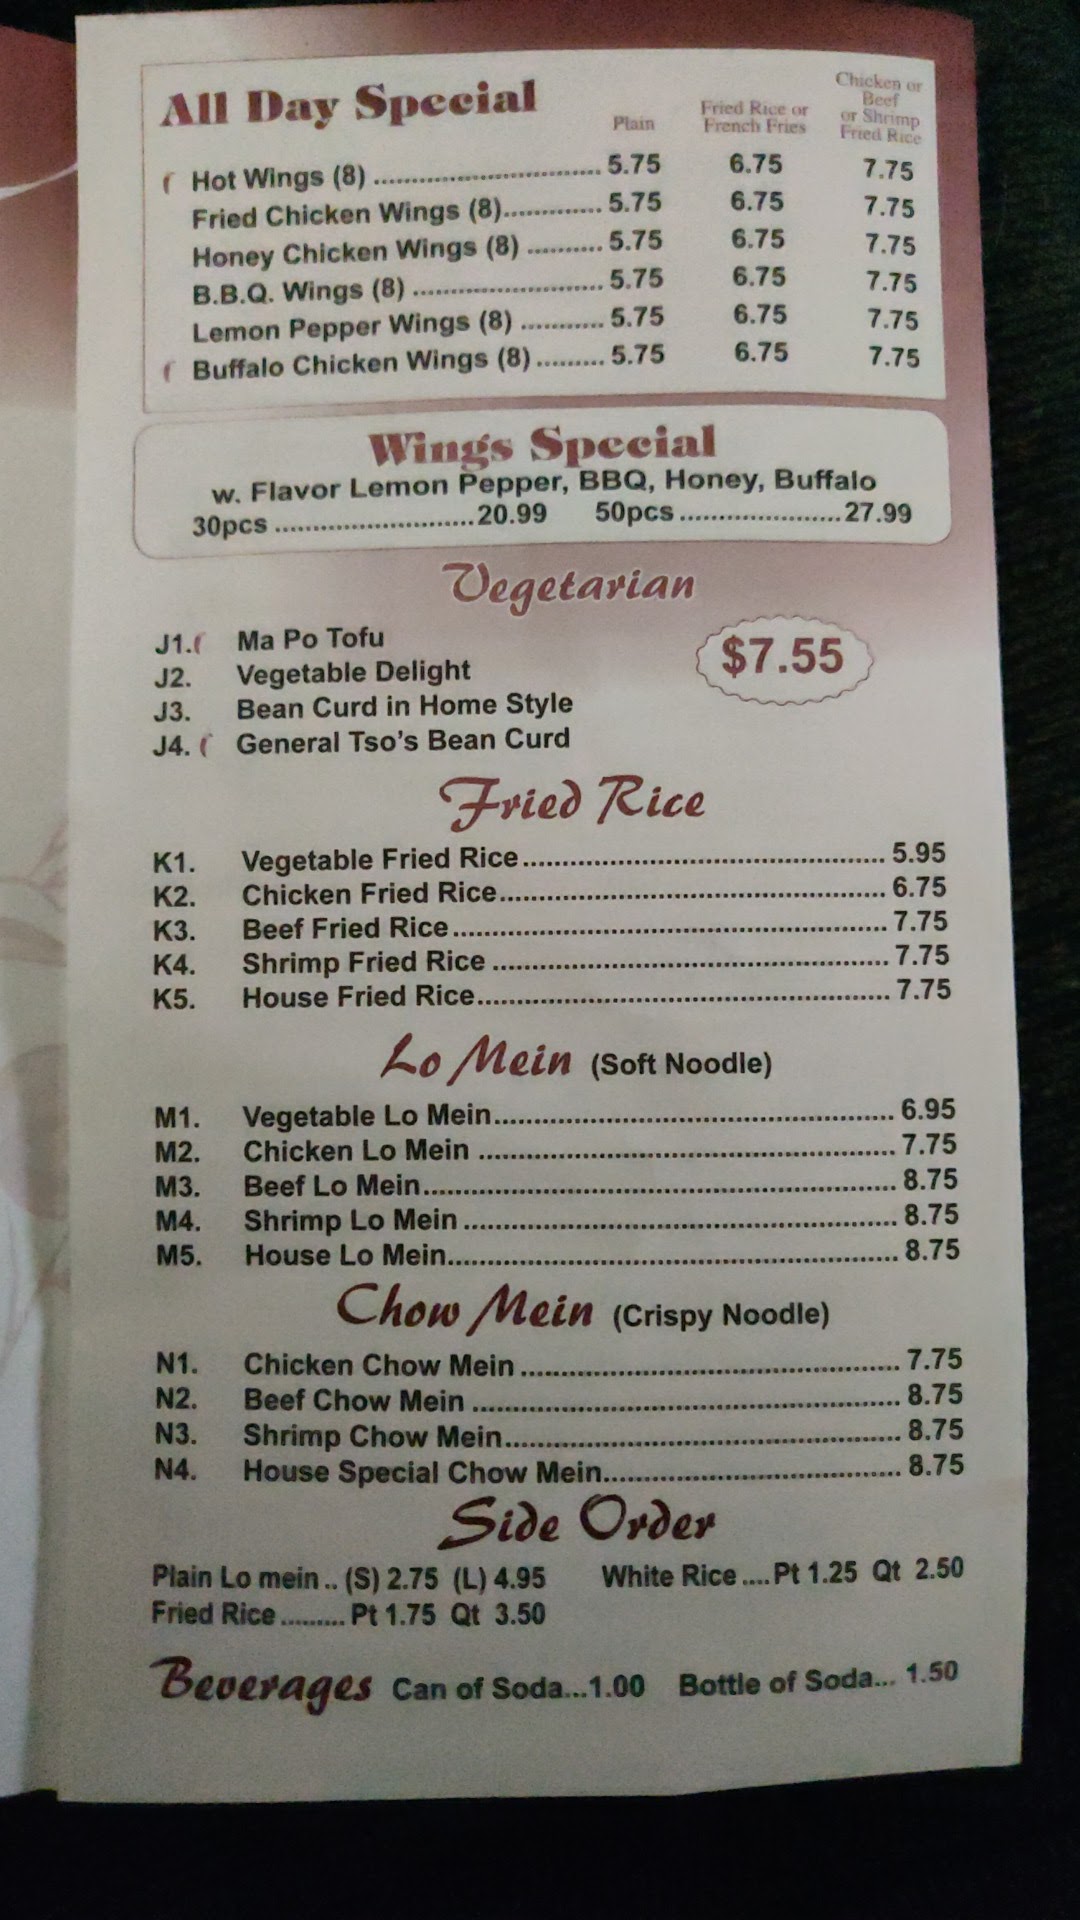 All Day Special
Plain
Fried Rice or
French Fries
Chicken or
Beef
or Shrimp
Fried Rice
Hot Wings (8) .............................. 5.75 6.75 7.75
Fried Chicken Wings (8)............. 5.75 6.75 7.75
Honey Chicken Wings (8) .......... 5.75 6.75 7.75
B.B.Q. Wings (8) ......................... 5.75 6.75 7.75
Lemon Pepper Wings (8) ........... 5.75 6.75 7.75
Buffalo Chicken Wings (8)......... 5.75 6.75 7.75
Wings Special
w. Flavor Lemon Pepper, BBQ, Honey, Buffalo
30pcs ..........................20.99 50pcs .....................27.99
Vegetarian
$7.55
J1. Ma Po Tofu
J2. Vegetable Delight
J3. Bean Curd in Home Style
J4. General Tso's Bean Curd
Fried Rice
K1. Vegetable Fried Rice............................................... 5.95
K2. Chicken Fried Rice.................................................. 6.75
K3. Beef Fried Rice........................................................ 7.75
K4. Shrimp Fried Rice ................................................... 7.75
K5. House Fried Rice..................................................... 7.75
Lo Mein (Soft Noodle)
M1. Vegetable Lo Mein.................................................... 6.95
M2. Chicken Lo Mein ...................................................... 7.75
M3. Beef Lo Mein............................................................. 8.75
M4. Shrimp Lo Mein ........................................................ 8.75
M5. House Lo Mein.......................................................... 8.75
Chow Mein (Crispy Noodle)
N1. Chicken Chow Mein ................................................. 7.75
N2. Beef Chow Mein ....................................................... 8.75
N3. Shrimp Chow Mein................................................... 8.75
N4. House Special Chow Mein...................................... 8.75
Side Order
Plain Lo mein .. (S) 2.75 (L) 4.95 White Rice .... Pt 1.25 Qt 2.50
Fried Rice ......... Pt 1.75 Qt 3.50
Beverages Can of Soda...1.00 Bottle of Soda... 1.50